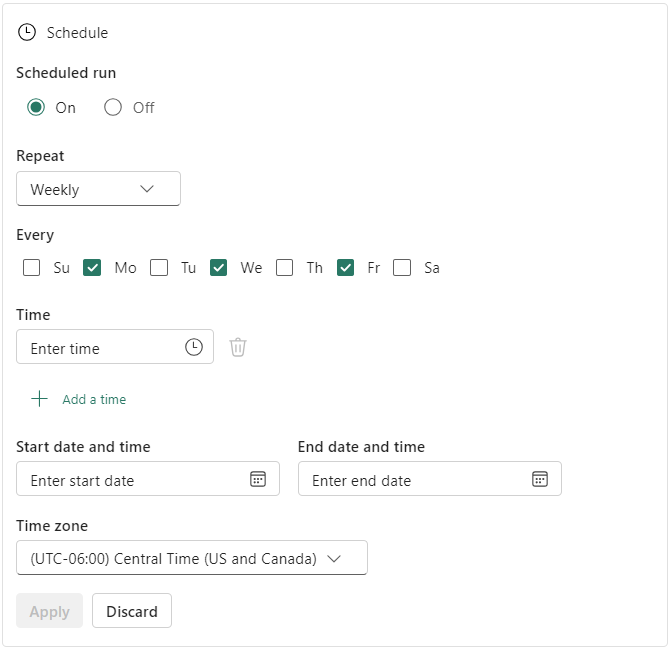 Schedule
Scheduled run
On Off
Repeat
Weekly
Every
Su Mo Tu We Th Fr Sa
Time
Enter time
Add a time
Start date and time End date and time
Enter start date Enter end date
Time zone
(UTC-06:00) Central Time (US and Canada)
Apply Discard